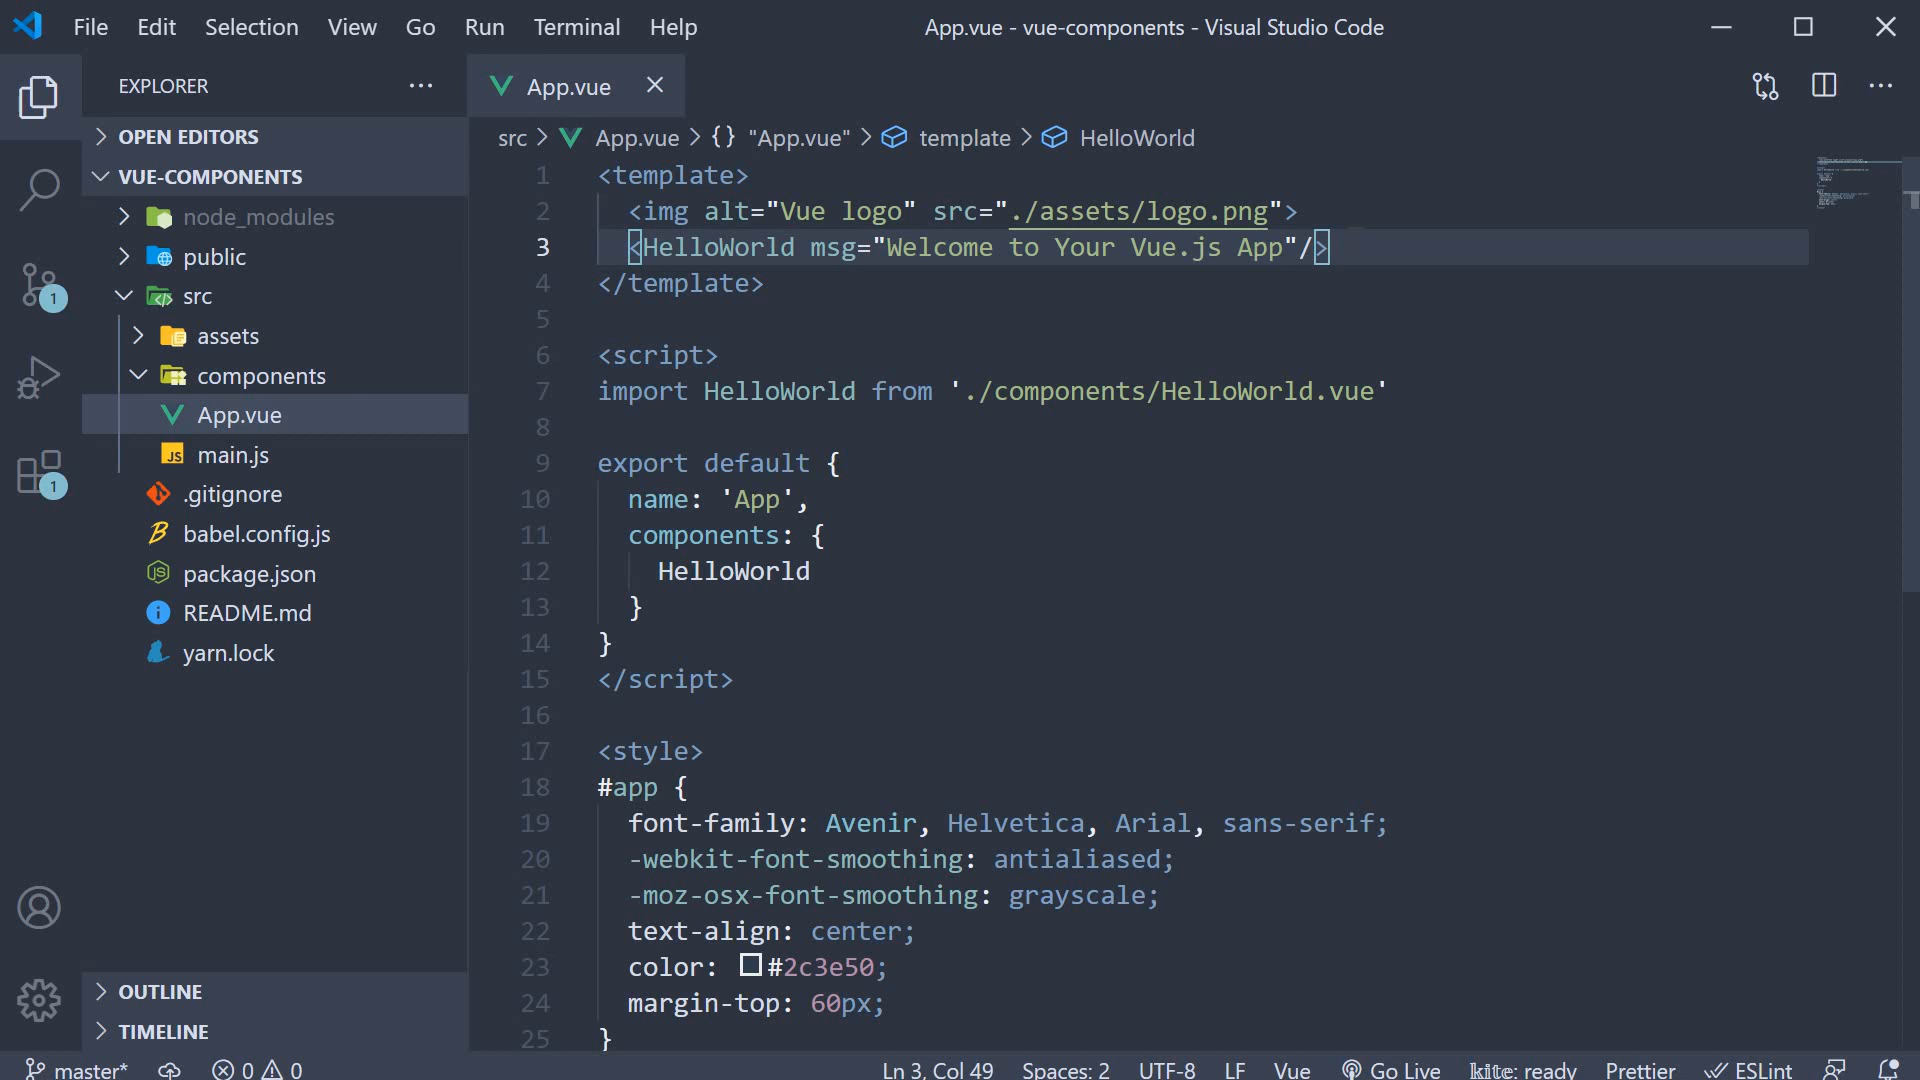 File Edit Selection View Go Run Terminal Help
App.vue - vue-components - Visual Studio Code
EXPLORER
OPEN EDITORS
VUE-COMPONENTS
node_modules
public
src
assets
components
App.vue
JS main.js
.gitignore
babel.config.js
package.json
README.md
yarn.lock
OUTLINE
TIMELINE
1
1
App.vue
src > App.vue > {} "App.vue" > template > HelloWorld
1 <template>
2 <img alt="Vue logo" src="./assets/logo.png">
3 <HelloWorld msg="Welcome to Your Vue.js App"/>
4 </template>
5
6 <script>
7 import HelloWorld from './components/HelloWorld.vue'
8
9 export default {
10 name: 'App',
11 components: {
12 HelloWorld
13 }
14 }
15 </script>
16
17 <style>
18 #app {
19 font-family: Avenir, Helvetica, Arial, sans-serif;
20 -webkit-font-smoothing: antialiased;
21 -moz-osx-font-smoothing: grayscale;
22 text-align: center;
23 color: #2c3e50;
24 margin-top: 60px;
25 }
master* 0 0 Ln 3, Col 49 Spaces: 2 UTF-8 LF Vue Go Live kite: ready Prettier ESLint